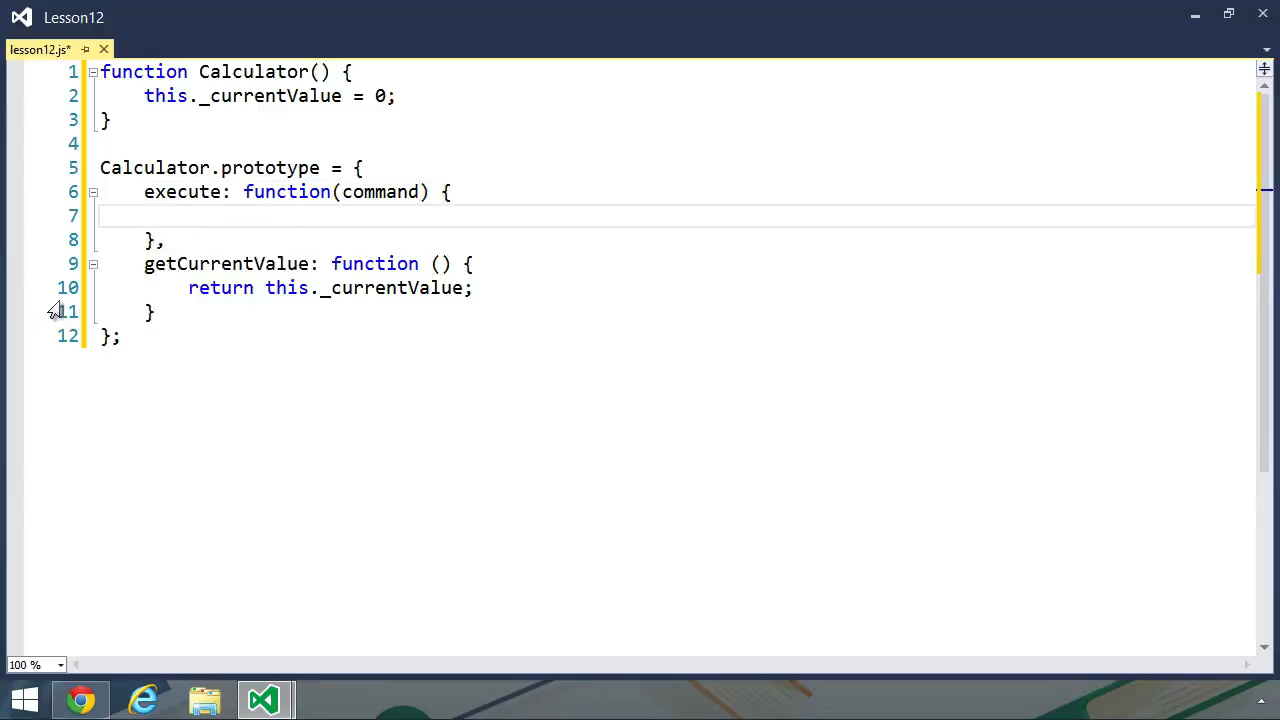 Lesson12
lesson12.js*
1 function Calculator() {
2 this._currentValue = 0;
3 }
4
5 Calculator.prototype = {
6 execute: function(command) {
7
8 },
9 getCurrentValue: function () {
10 return this._currentValue;
11 }
12 };
100 %